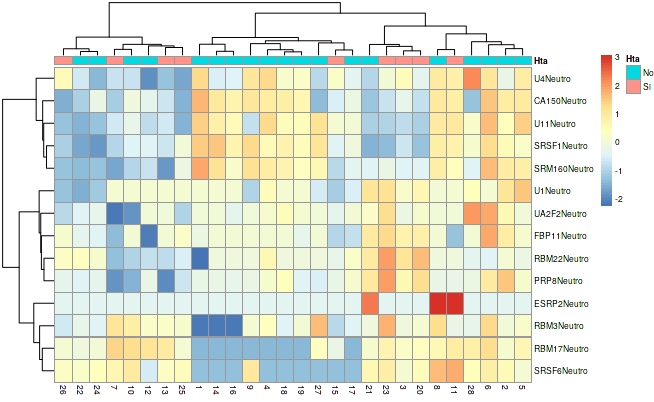 Hta
U4Neutro
CA150Neutro
U11Neutro
SRSF1Neutro
SRM160Neutro
U1Neutro
UA2F2Neutro
FBP11Neutro
RBM22Neutro
PRP8Neutro
ESRP2Neutro
RBM3Neutro
RBM17Neutro
SRSF6Neutro
26 22 24 7 10 12 13 25 1 14 16 9 4 18 19 27 15 17 21 23 3 20 8 11 28 6 2 5
3
2
1
0
-1
-2
Hta
No
Si